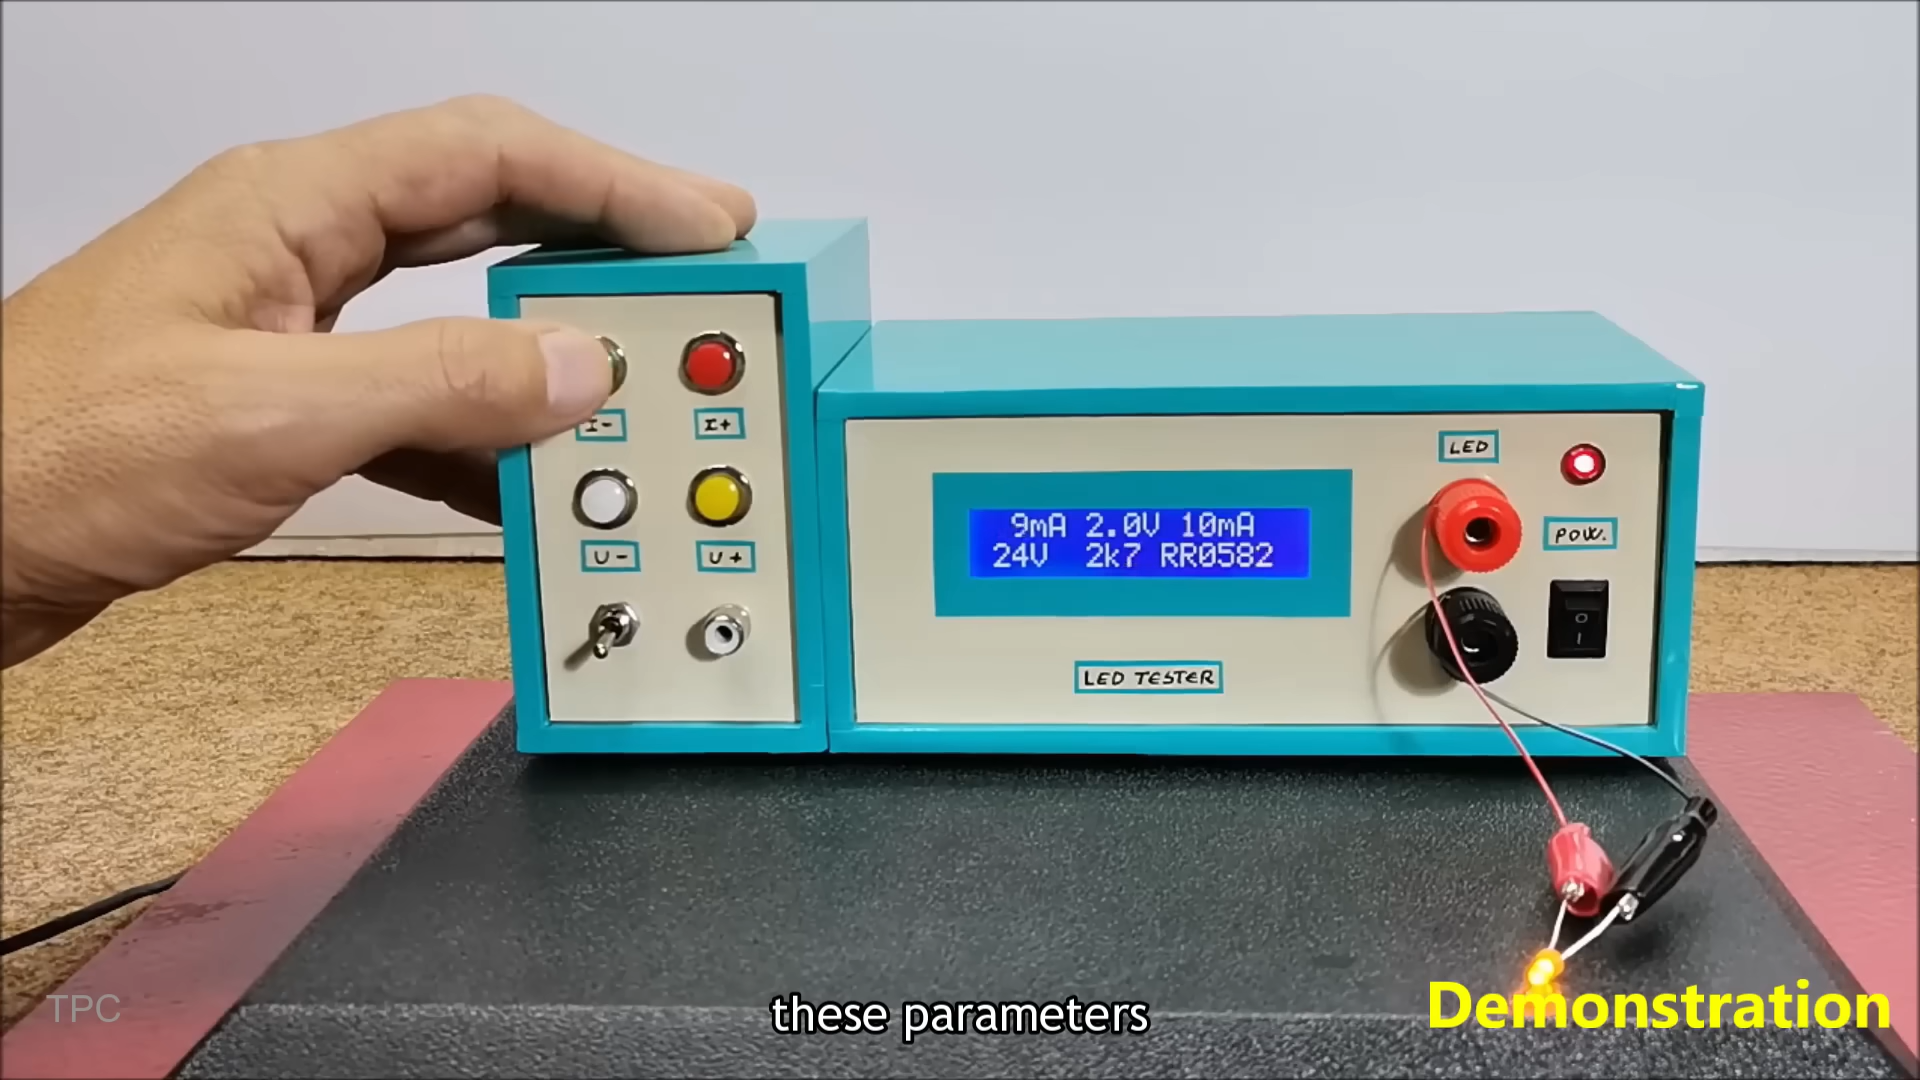 I- I+
U- U+
9mA 2.0V 10mA
24V 2k7 RR0582
LED TESTER
LED
POW.
O
I
these parameters
Demonstration
TPC